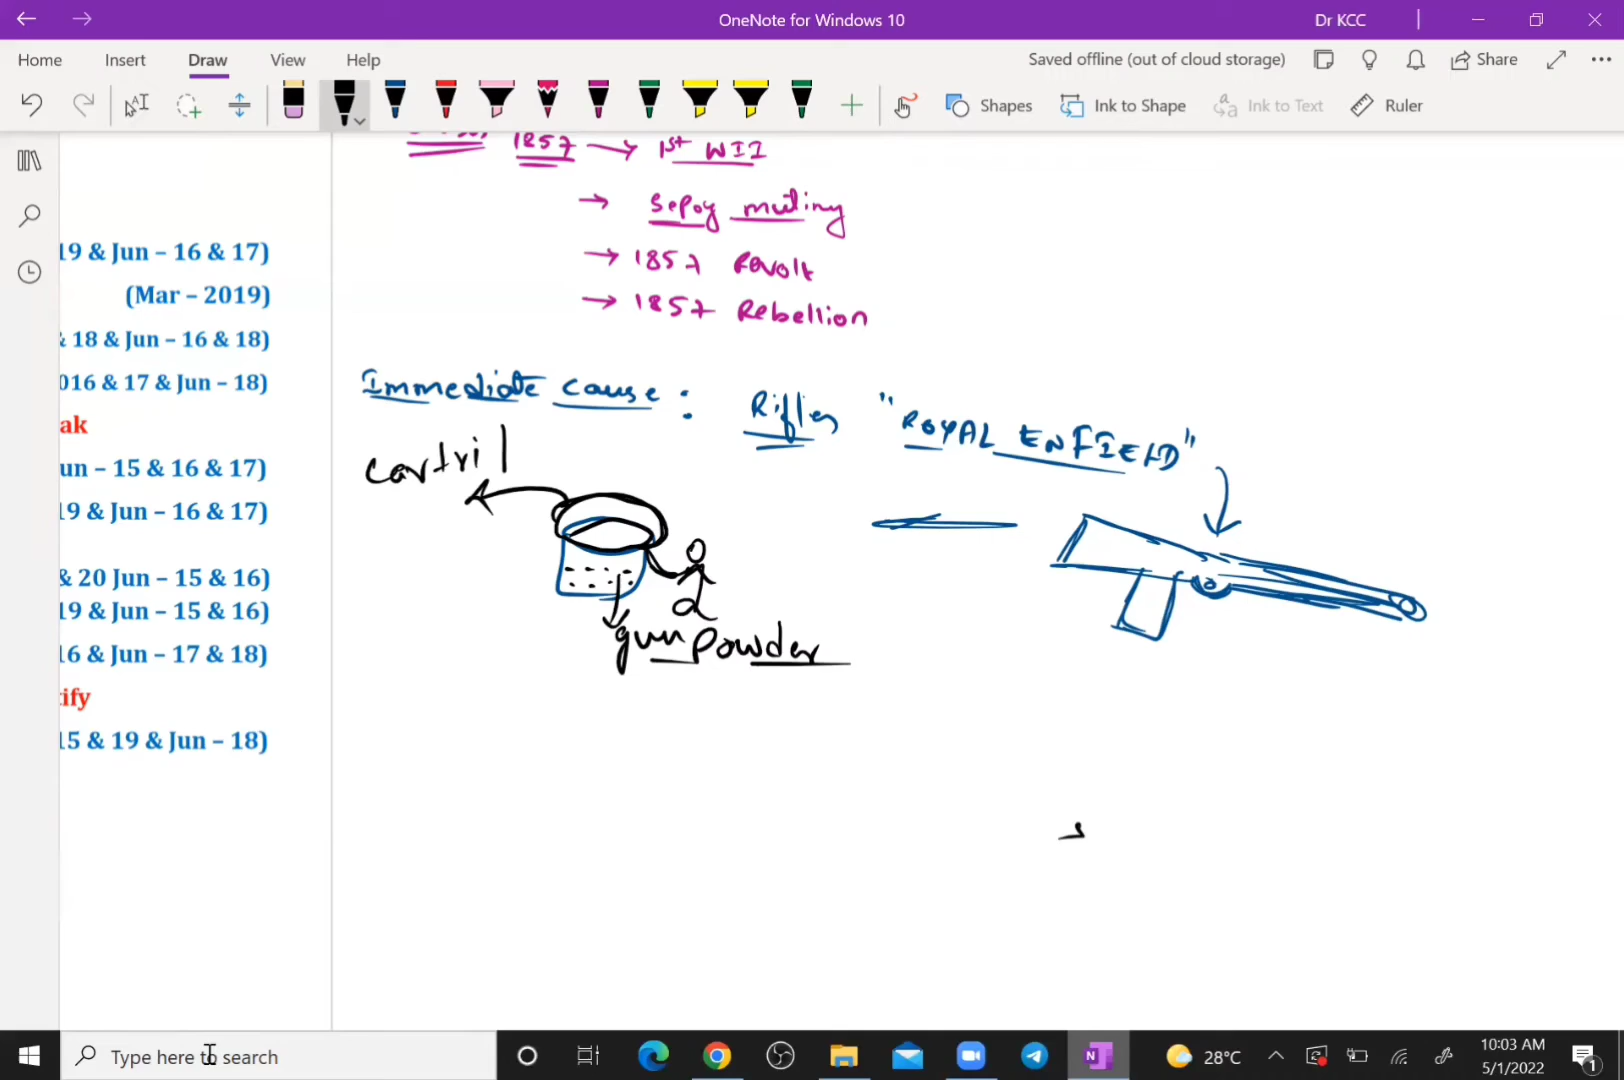 OneNote for Windows 10
Dr KCC
Home Insert Draw View Help
Saved offline (out of cloud storage)
Share
Shapes
Ink to Shape
Ink to Text
Ruler
1857 → 1st WII
→ Sepoy mutiny
→ 1857 Revolt
→ 1857 Rebellion
19 & Jun – 16 & 17)
(Mar – 2019)
& 18 & Jun – 16 & 18)
016 & 17 & Jun – 18)
ak
un – 15 & 16 & 17)
19 & Jun – 16 & 17)
& 20 Jun – 15 & 16)
19 & Jun – 15 & 16)
16 & Jun – 17 & 18)
tify
15 & 19 & Jun – 18)
Immediate cause : Rifles "ROYAL ENFIELD"
cartril
gun powder
Type here to search
28°C
10:03 AM
5/1/2022
1